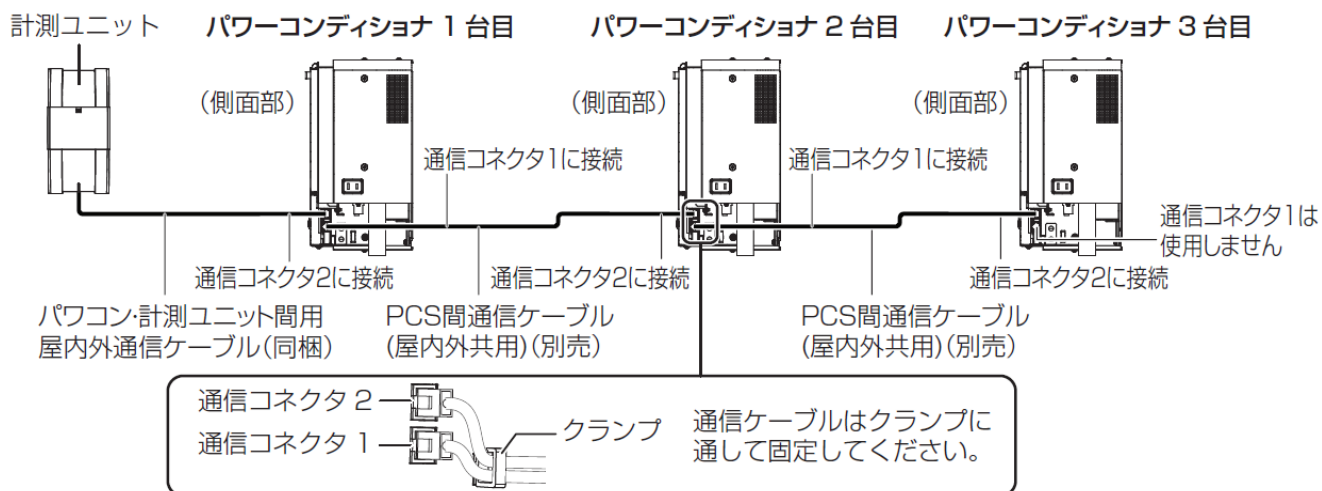 計測ユニット
パワーコンディショナ 1 台目
パワーコンディショナ 2 台目
パワーコンディショナ 3 台目
（側面部）
（側面部）
（側面部）
通信コネクタ1に接続
通信コネクタ1に接続
通信コネクタ1は
使用しません
通信コネクタ2に接続
通信コネクタ2に接続
通信コネクタ2に接続
パワコン・計測ユニット間用
屋内外通信ケーブル(同梱)
PCS間通信ケーブル
(屋内外共用)(別売)
PCS間通信ケーブル
(屋内外共用)(別売)
通信コネクタ 2
通信コネクタ 1
クランプ
通信ケーブルはクランプに
通して固定してください。